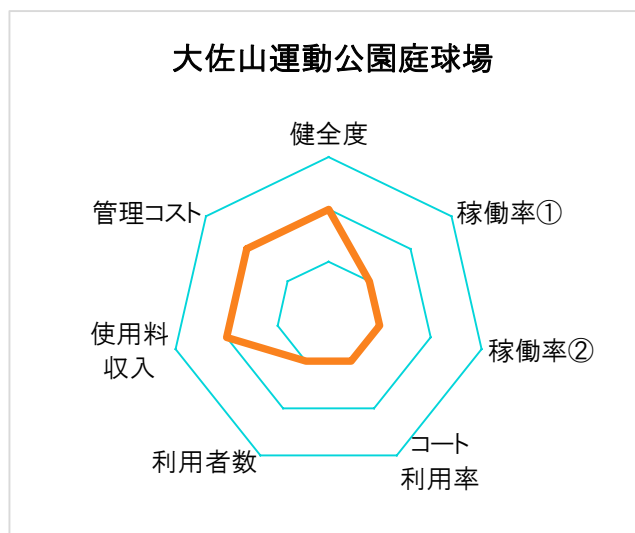 大佐山運動公園庭球場
健全度
管理コスト
稼働率①
使用料
収入
稼働率②
利用者数
コート
利用率